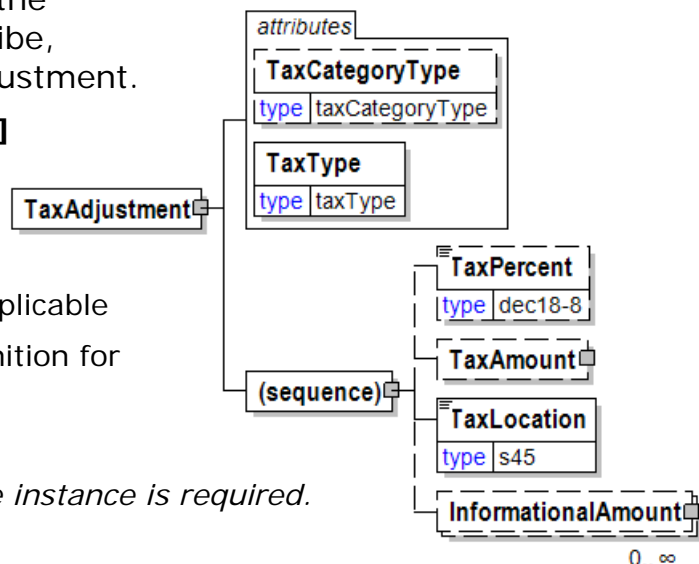 the
ibe,
ustment.
]
plicable
nition for
e instance is required.
TaxAdjustment
attributes
TaxCategoryType
type taxCategoryType
TaxType
type taxType
(sequence)
TaxPercent
type dec18-8
TaxAmount
TaxLocation
type s45
InformationalAmount
0 ∞